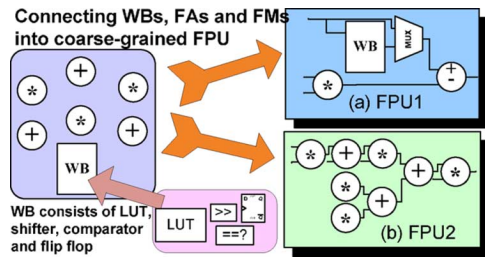 Connecting WBs, FAs and FMs
into coarse-grained FPU
+
*
*
+
*
+
WB
WB consists of LUT,
shifter, comparator
and flip flop
LUT
>>
==?
WB
MUX
*
+
-
(a) FPU1
*
+
*
+
*
*
+
*
(b) FPU2